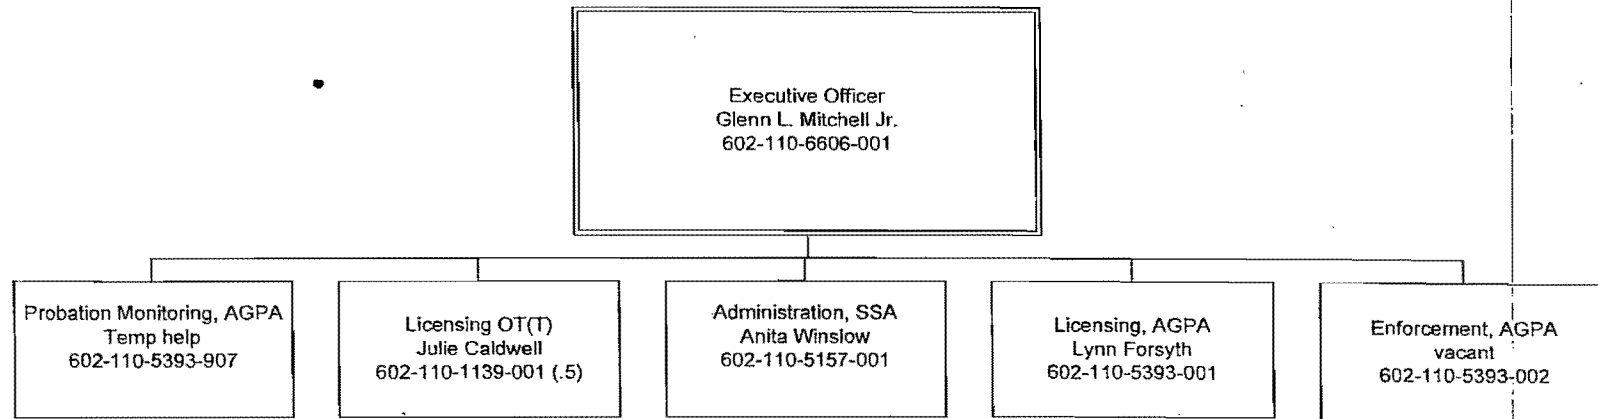 Executive Officer
Glenn L. Mitchell Jr.
602-110-6606-001
Probation Monitoring, AGPA
Temp help
602-110-5393-907
Licensing OT(T)
Julie Caldwell
602-110-1139-001 (.5)
Administration, SSA
Anita Winslow
602-110-5157-001
Licensing, AGPA
Lynn Forsyth
602-110-5393-001
Enforcement, AGPA
vacant
602-110-5393-002